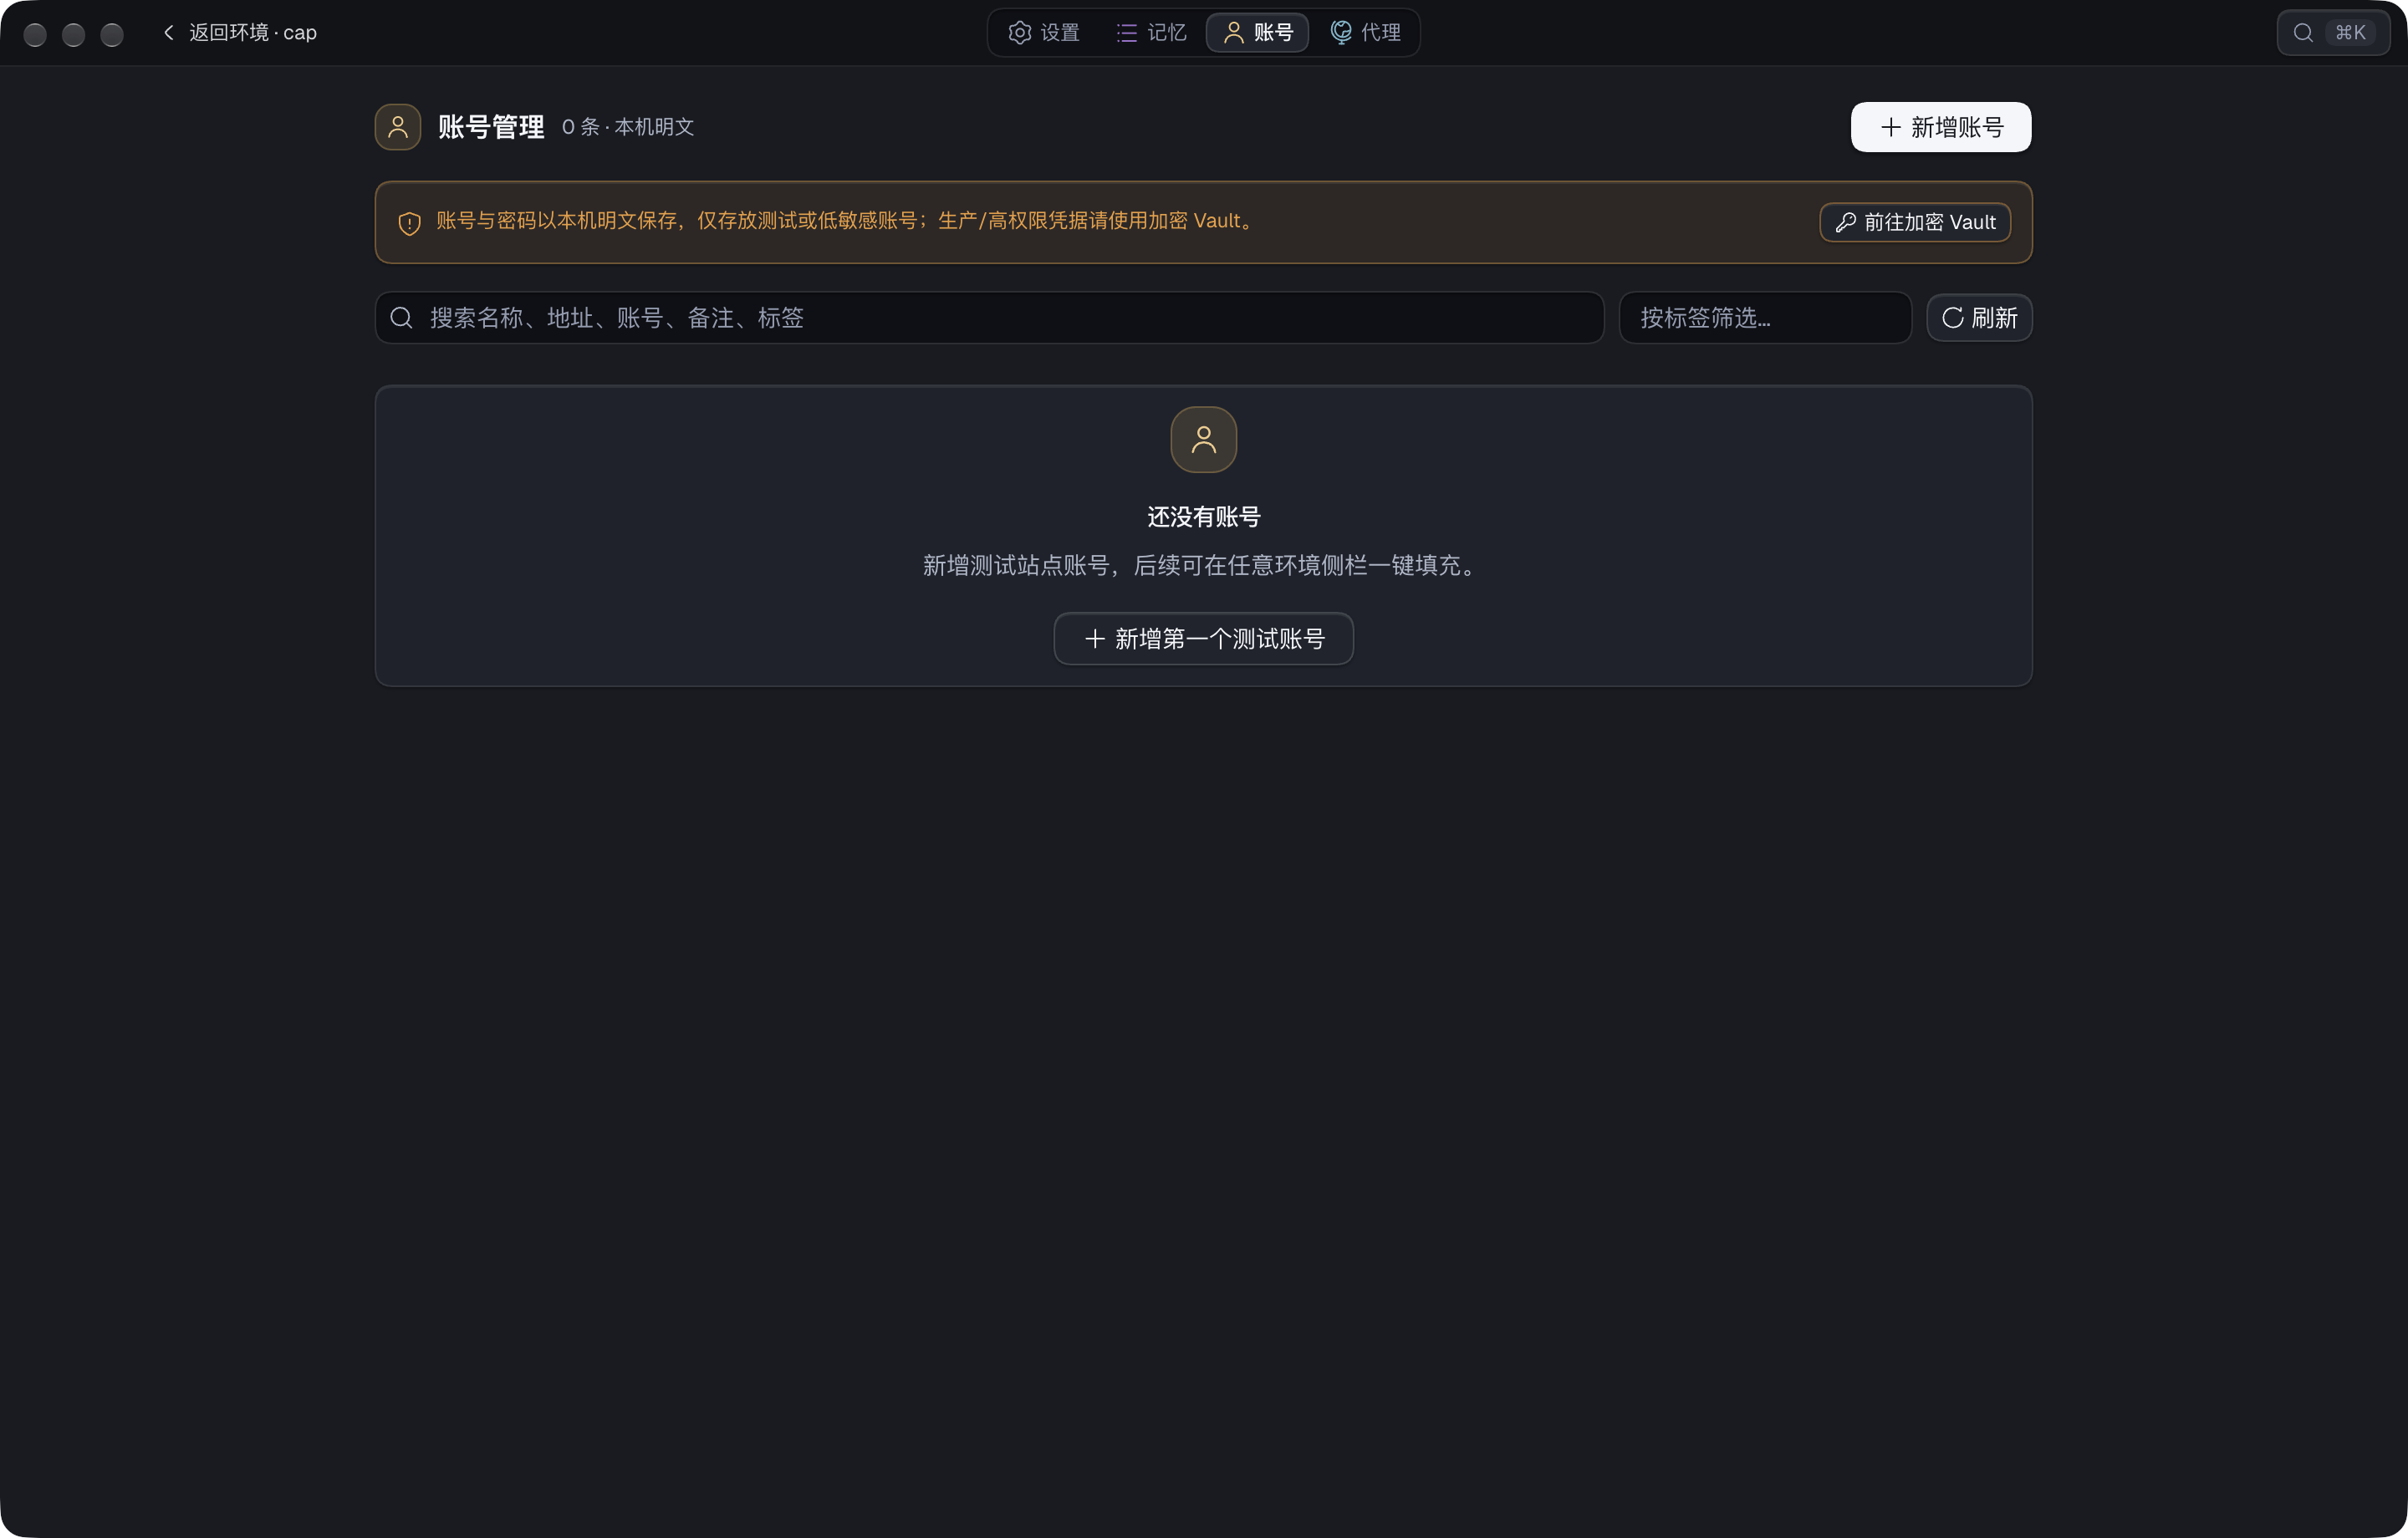 返回环境 · cap
设置 记忆 账号 代理
⌘K
账号管理 0 条 · 本机明文
新增账号
账号与密码以本机明文保存，仅存放测试或低敏感账号；生产/高权限凭据请使用加密 Vault。
前往加密 Vault
搜索名称、地址、账号、备注、标签
按标签筛选...
刷新
还没有账号
新增测试站点账号，后续可在任意环境侧栏一键填充。
新增第一个测试账号